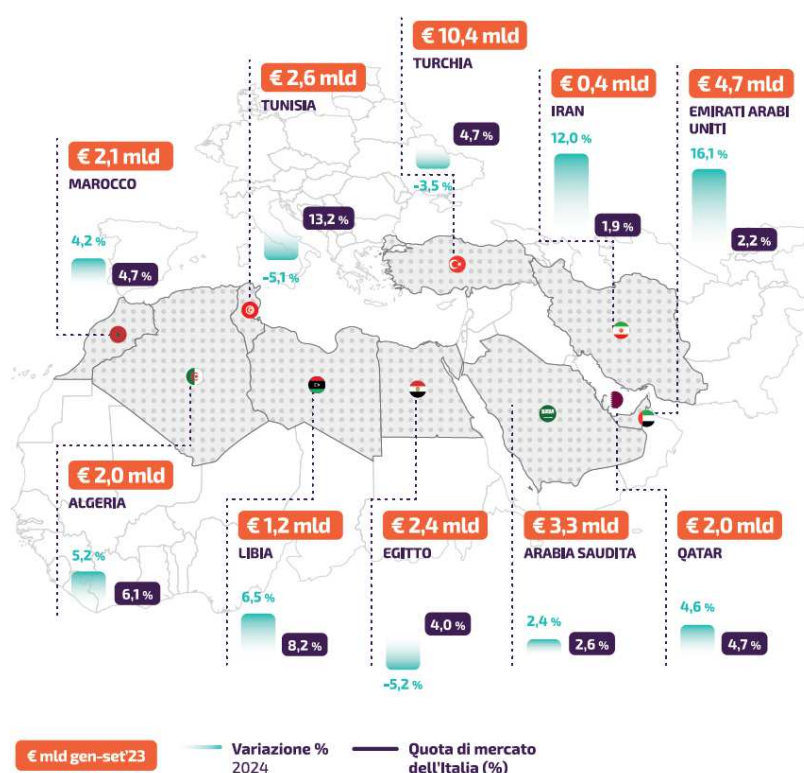 € 10,4 mld
TURCHIA
4,7 %
-3,5 %
€ 2,6 mld
TUNISIA
13,2 %
-5,1 %
€ 0,4 mld
IRAN
12,0 %
1,9 %
€ 4,7 mld
EMIRATI ARABI
UNITI
16,1 %
2,2 %
€ 2,1 mld
MAROCCO
4,2 %
4,7 %
€ 2,0 mld
ALGERIA
5,2 %
6,1 %
€ 1,2 mld
LIBIA
6,5 %
8,2 %
€ 2,4 mld
EGITTO
4,0 %
-5,2 %
€ 3,3 mld
ARABIA SAUDITA
2,4 %
2,6 %
€ 2,0 mld
QATAR
4,6 %
4,7 %
€ mld gen-set'23
Variazione %
2024
Quota di mercato
dell'Italia (%)